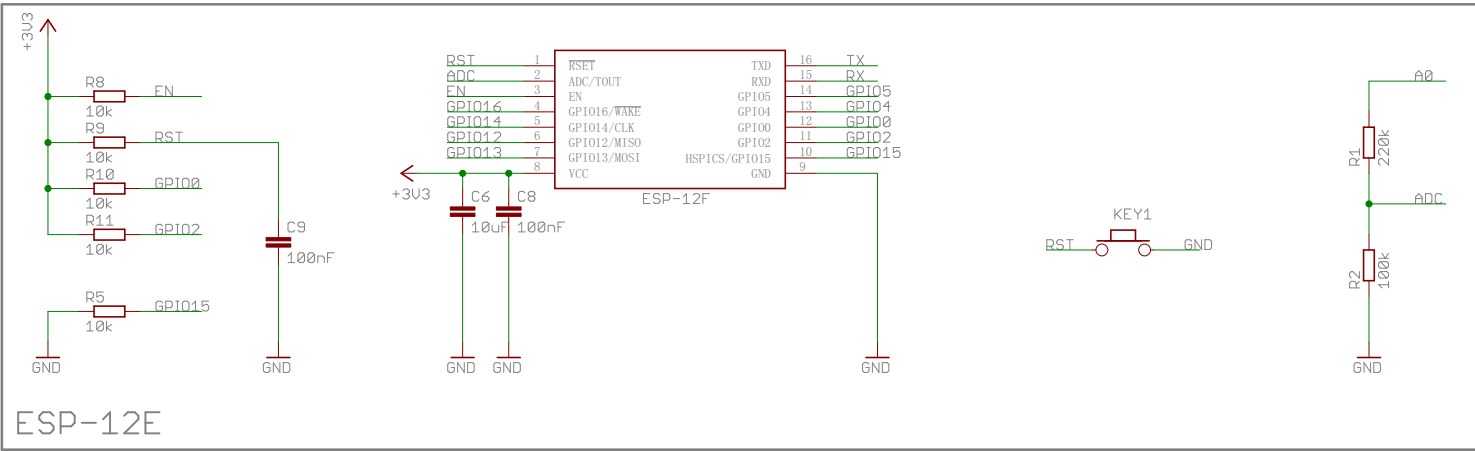 +3V3
R8
EN
10k
R9
RST
10k
R10
GPIO0
10k
R11
GPIO2
10k
C9
100nF
R5
GPIO15
10k
GND
GND
RST
ADC
EN
GPIO16
GPIO14
GPIO12
GPIO13
1
2
3
4
5
6
7
8
RSET
ADC/TOUT
EN
GPIO16/WAKE
GPIO14/CLK
GPIO12/MISO
GPIO13/MOSI
VCC
TXD
RXD
GPIO5
GPIO4
GPIO0
GPIO2
HSPICS/GPIO15
GND
16
15
14
13
12
11
10
9
TX
RX
GPIO5
GPIO4
GPIO0
GPIO2
GPIO15
ESP-12F
+3V3
C6
10uF
C8
100nF
GND
GND
GND
KEY1
RST
GND
A0
R1
220k
ADC
R2
100k
GND
ESP-12E